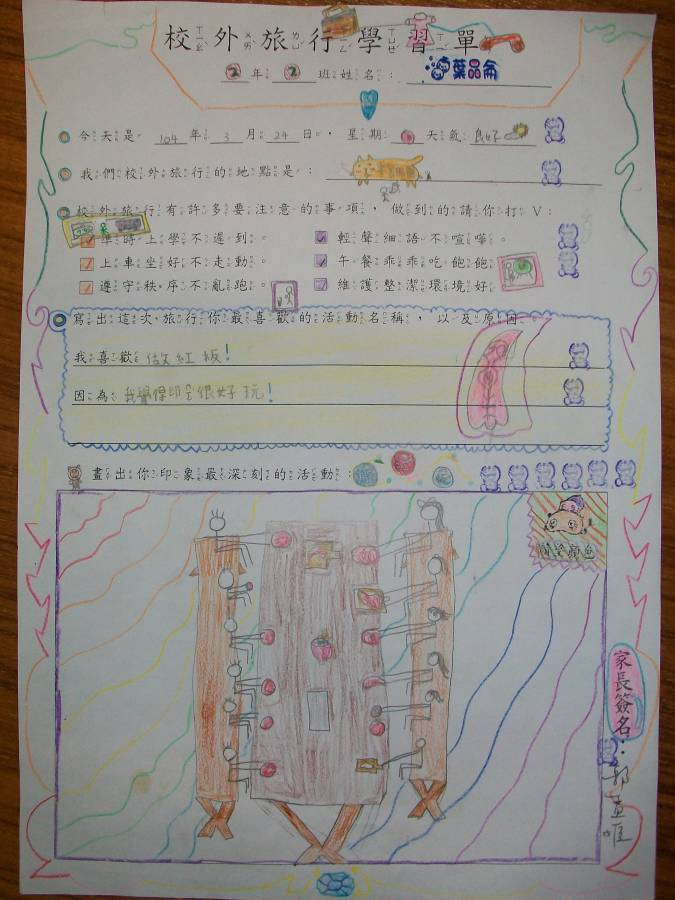 校外旅行學習單
2年2班姓名：葉品侖
今天是104年3月24日，星期二 天氣：良好
我們校外旅行的地點是：
校外旅行有許多要注意的事項，做到的請你打V：
準時上學不遲到。 輕聲細語不喧嘩。
上車坐好不走動。 午餐乖乖吃飽飽
遵守秩序不亂跑。 維護整潔環境好
寫出這次旅行你最喜歡的活動名稱，以及原因。
我喜歡做紅粄！
因為我覺得印它很好玩！
畫出你印象最深刻的活動：
家長簽名：